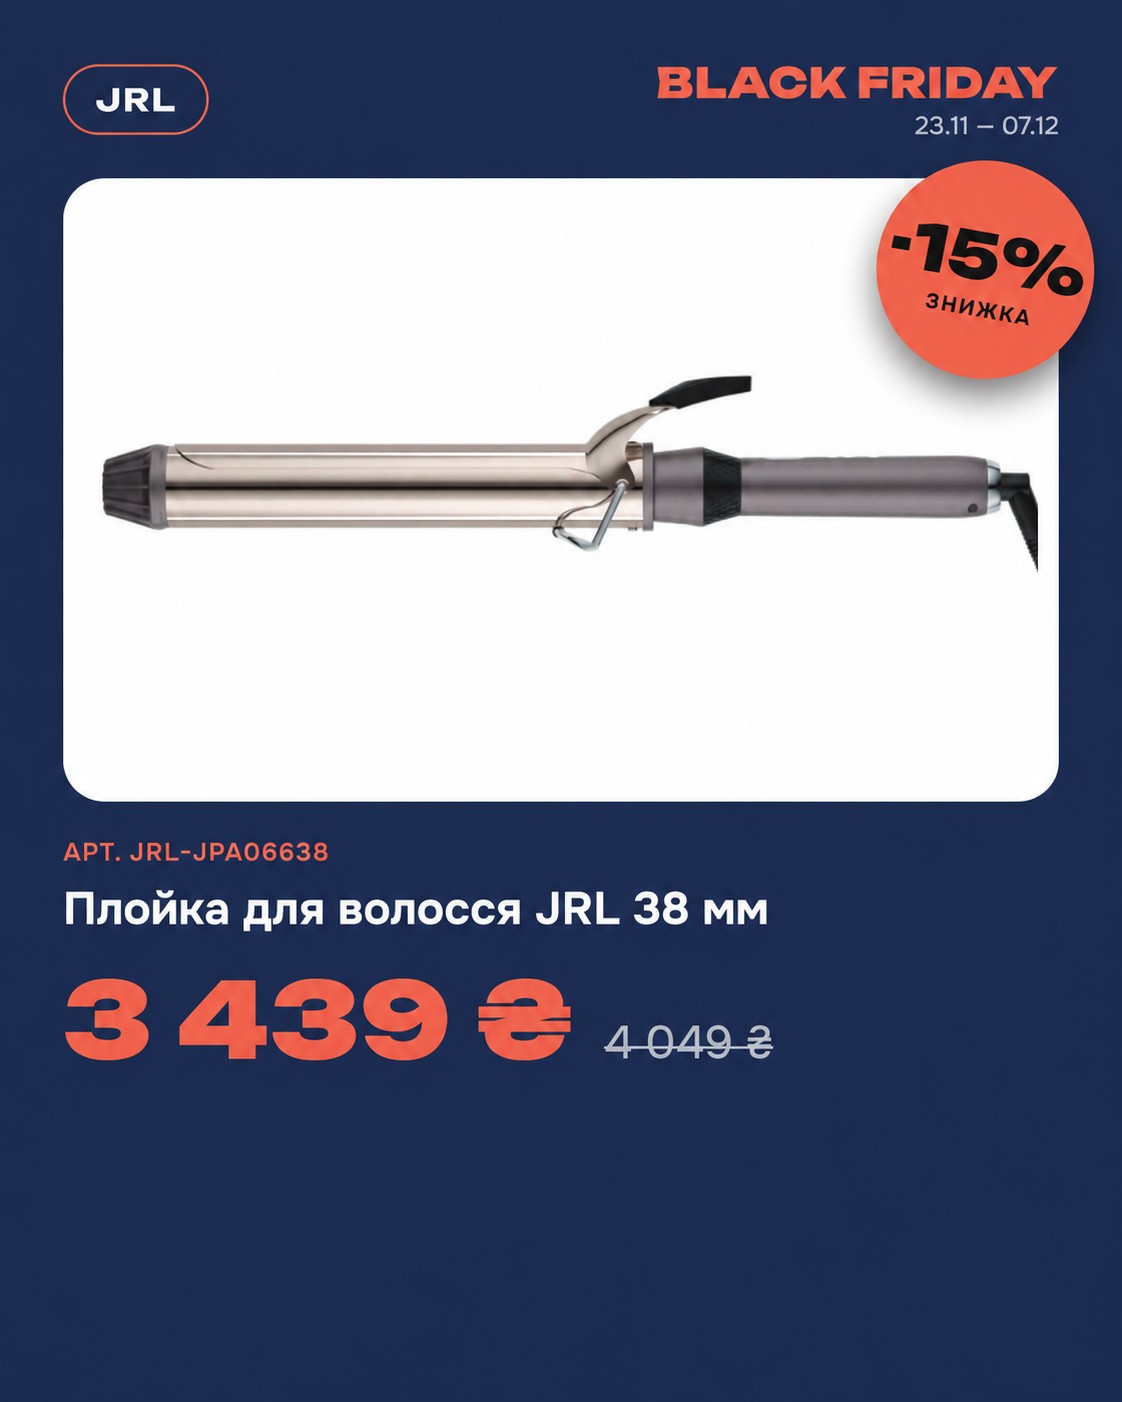 JRL
BLACK FRIDAY
23.11 – 07.12
-15%
ЗНИЖКА
АРТ. JRL-JPA06638
Плойка для волосся JRL 38 мм
3 439 ₴ 4 049 ₴